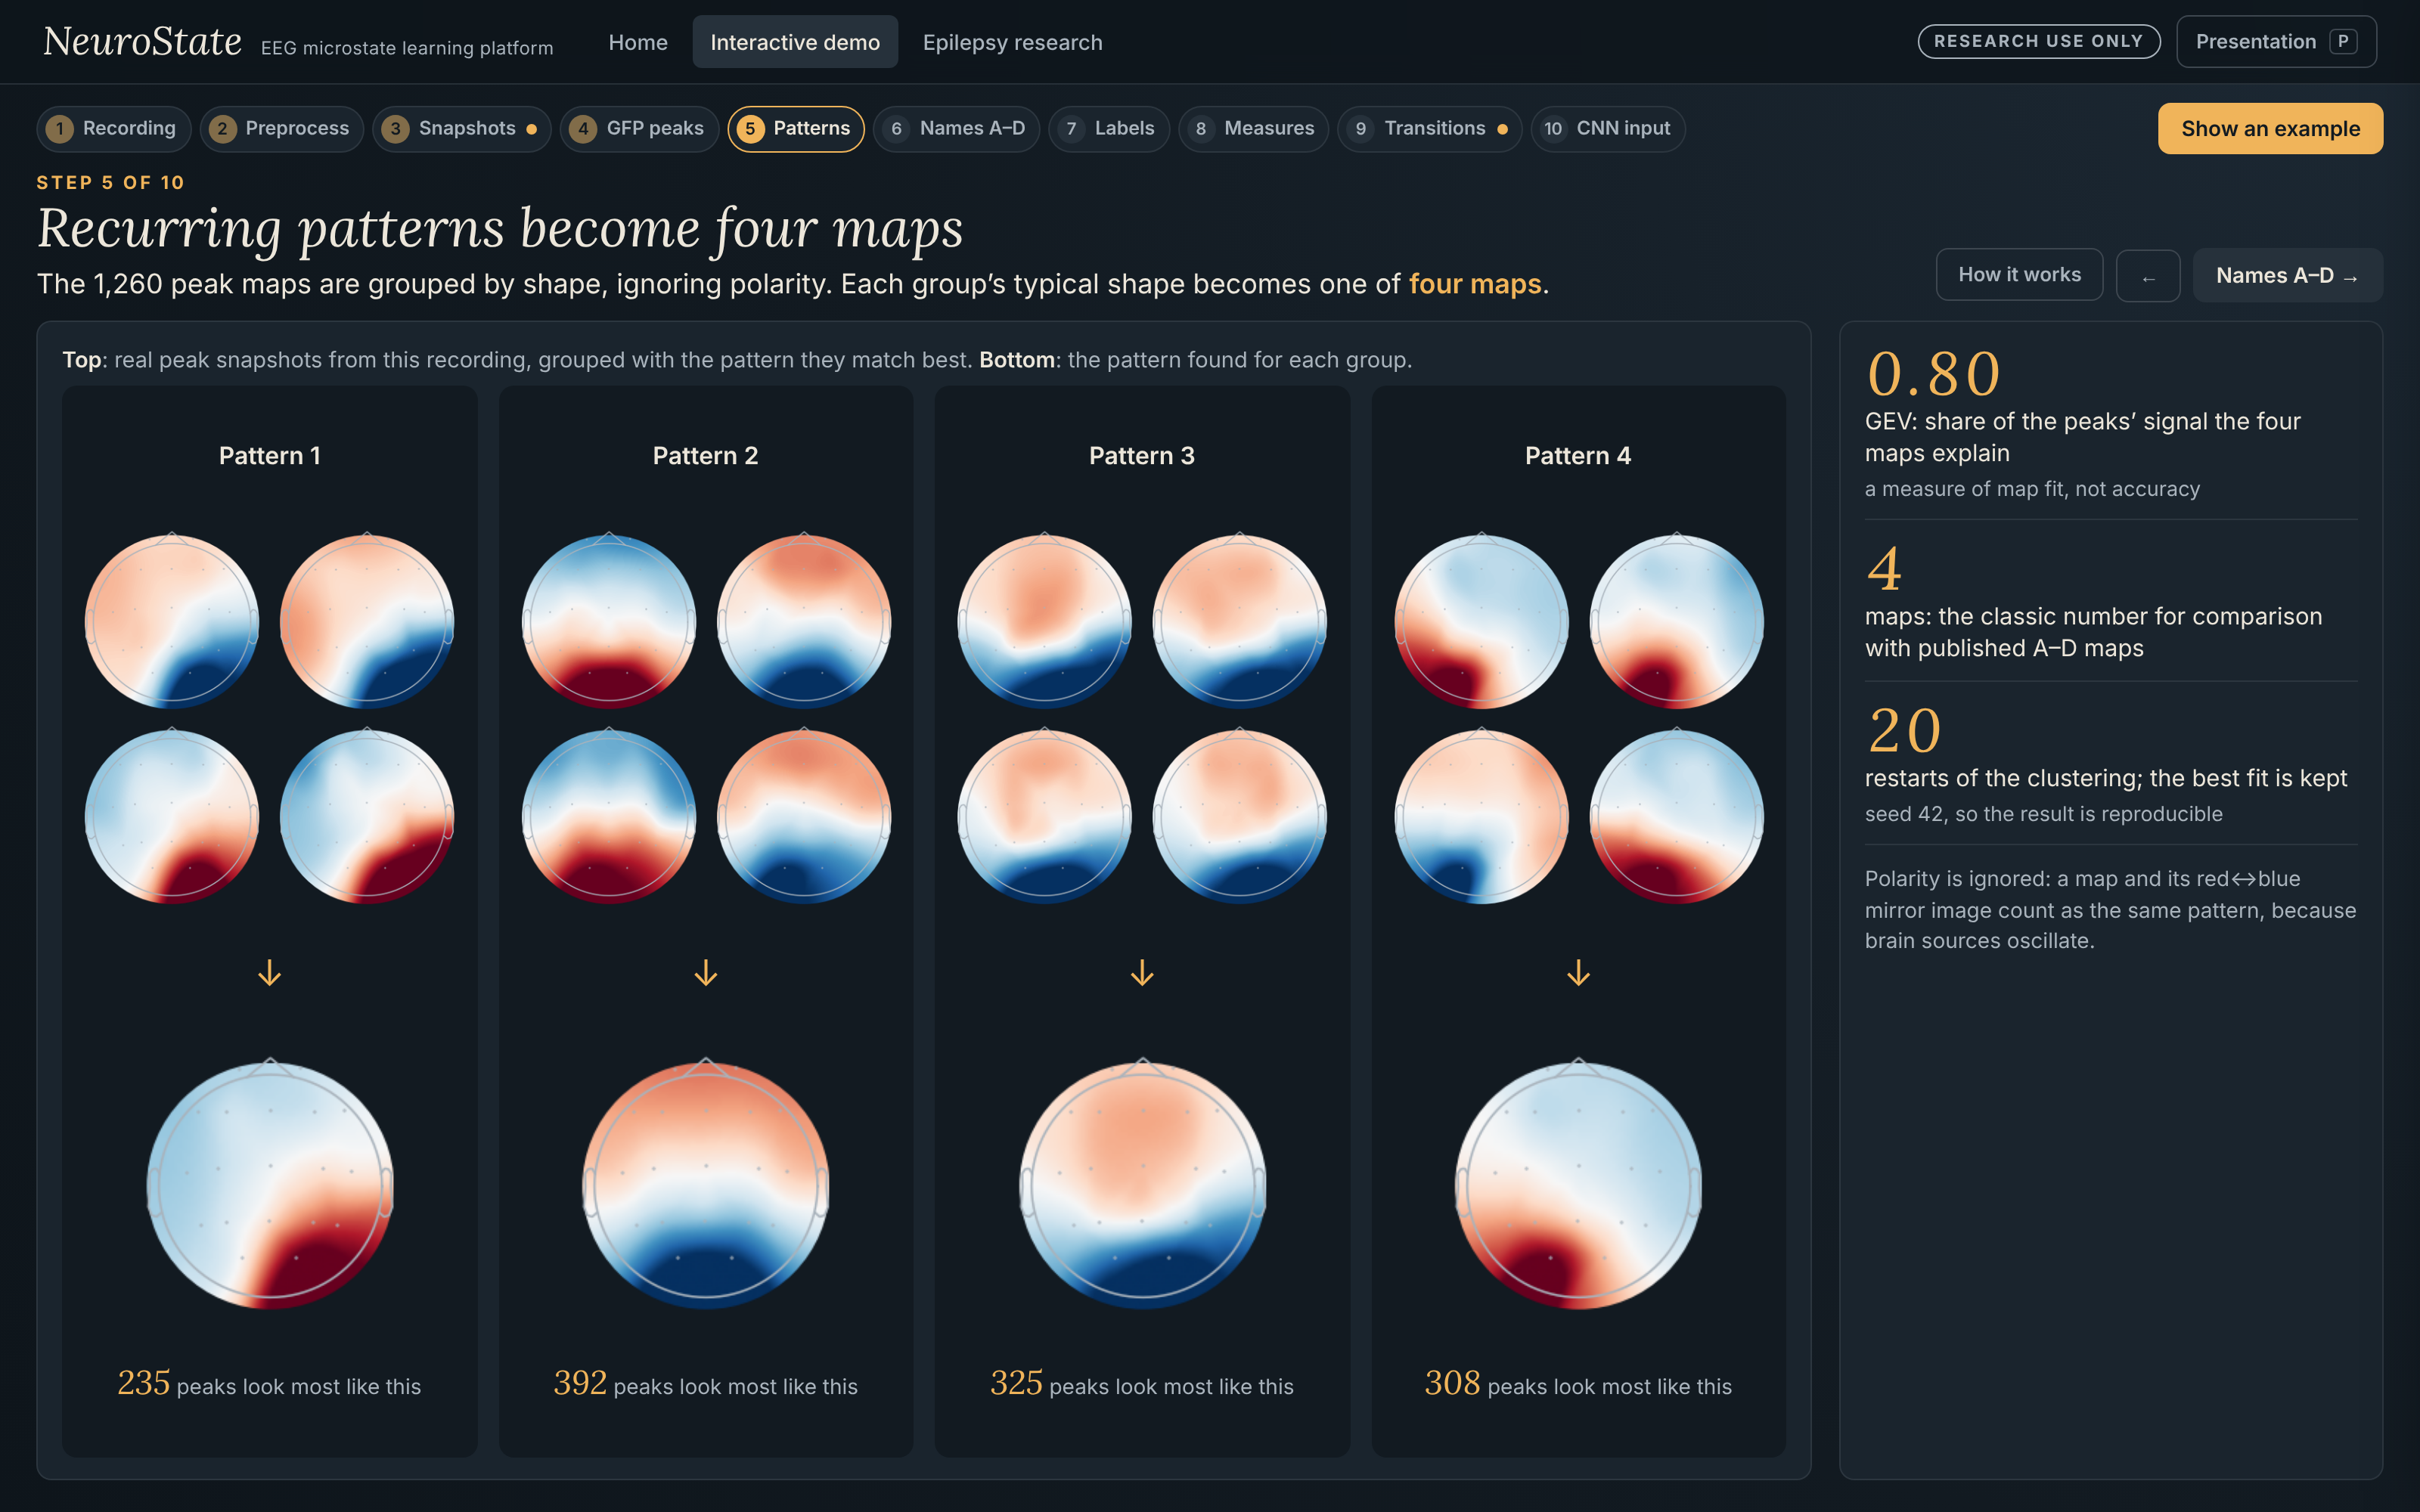 NeuroState EEG microstate learning platform Home Interactive demo Epilepsy research RESEARCH USE ONLY Presentation P
1 Recording 2 Preprocess 3 Snapshots 4 GFP peaks 5 Patterns 6 Names A–D 7 Labels 8 Measures 9 Transitions 10 CNN input Show an example
STEP 5 OF 10
Recurring patterns become four maps
The 1,260 peak maps are grouped by shape, ignoring polarity. Each group’s typical shape becomes one of four maps.
How it works ← Names A–D →
Top: real peak snapshots from this recording, grouped with the pattern they match best. Bottom: the pattern found for each group.
Pattern 1 Pattern 2 Pattern 3 Pattern 4
↓ ↓ ↓ ↓
235 peaks look most like this 392 peaks look most like this 325 peaks look most like this 308 peaks look most like this
0.80
GEV: share of the peaks’ signal the four
maps explain
a measure of map fit, not accuracy
4
maps: the classic number for comparison
with published A–D maps
20
restarts of the clustering; the best fit is kept
seed 42, so the result is reproducible
Polarity is ignored: a map and its red↔blue
mirror image count as the same pattern, because
brain sources oscillate.